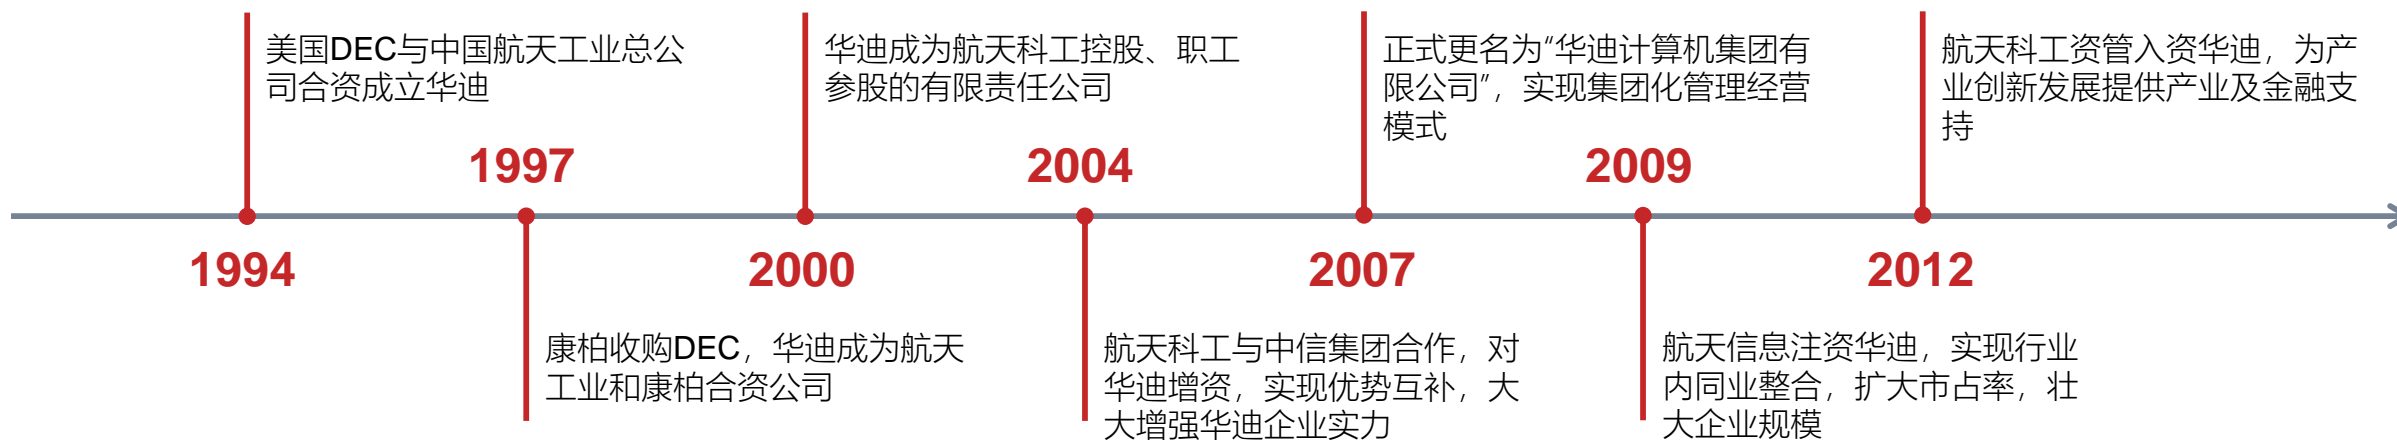 美国DEC与中国航天工业总公
司合资成立华迪
1994
1997
康柏收购DEC，华迪成为航天
工业和康柏合资公司
华迪成为航天科工控股、职工
参股的有限责任公司
2000
2004
航天科工与中信集团合作，对
华迪增资，实现优势互补，大
大增强华迪企业实力
正式更名为“华迪计算机集团有
限公司”，实现集团化管理经营
模式
2007
2009
航天信息注资华迪，实现行业
内同业整合，扩大市占率，壮
大企业规模
航天科工资管入资华迪，为产
业创新发展提供产业及金融支
持
2012